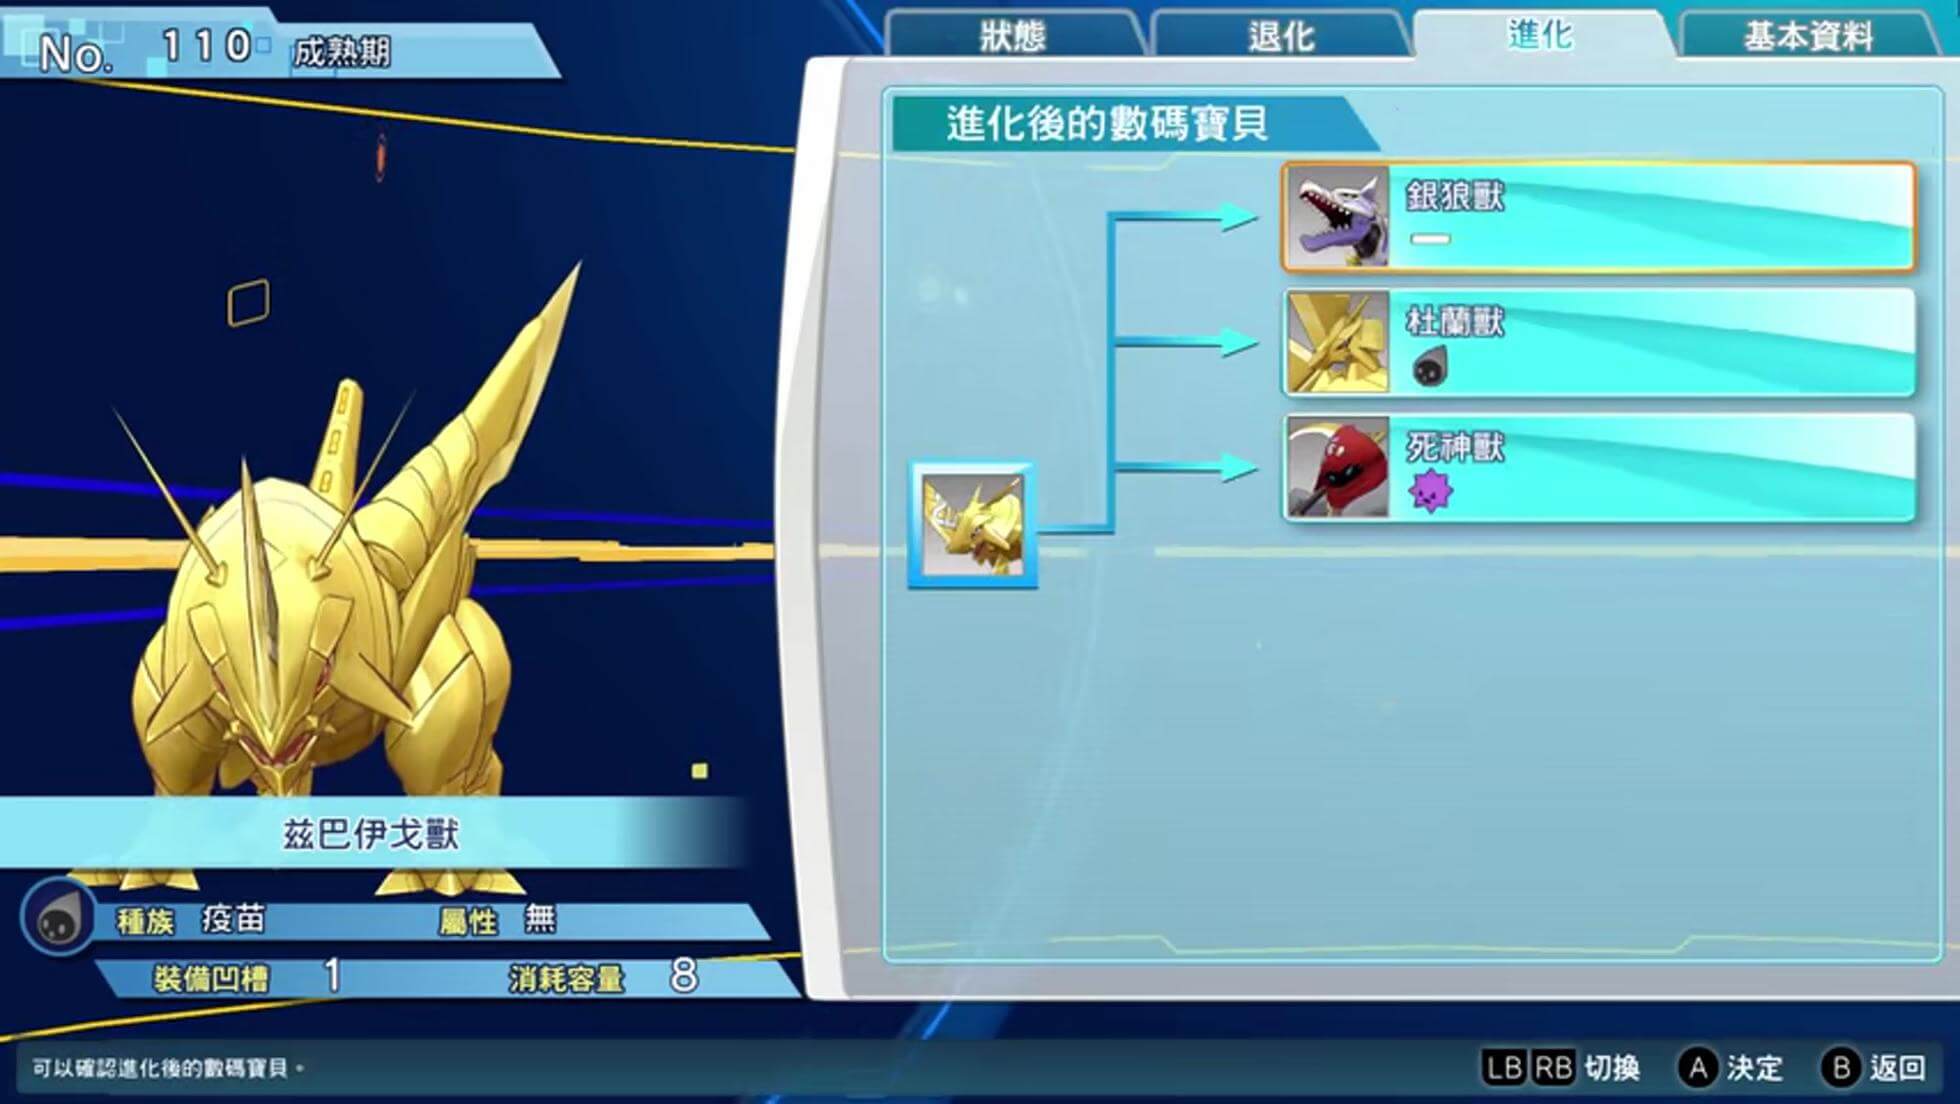 No. 110 成熟期
狀態 退化 進化 基本資料
進化後的數碼寶貝
銀狼獸
杜蘭獸
死神獸
茲巴伊戈獸
種族 疫苗 屬性 無
裝備凹槽 1 消耗容量 8
可以確認進化後的數碼寶貝。
LB RB 切換 A 決定 B 返回